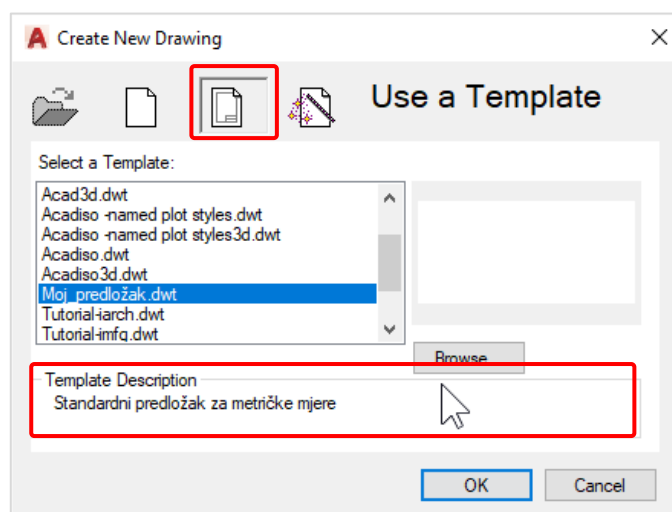 Create New Drawing
Use a Template
Select a Template:
Acad3d.dwt
Acadiso -named plot styles.dwt
Acadiso -named plot styles3d.dwt
Acadiso.dwt
Acadiso3d.dwt
Moj_predložak.dwt
Tutorial-iarch.dwt
Tutorial-imfg.dwt
Browse...
Template Description
Standardni predložak za metričke mjere
OK
Cancel